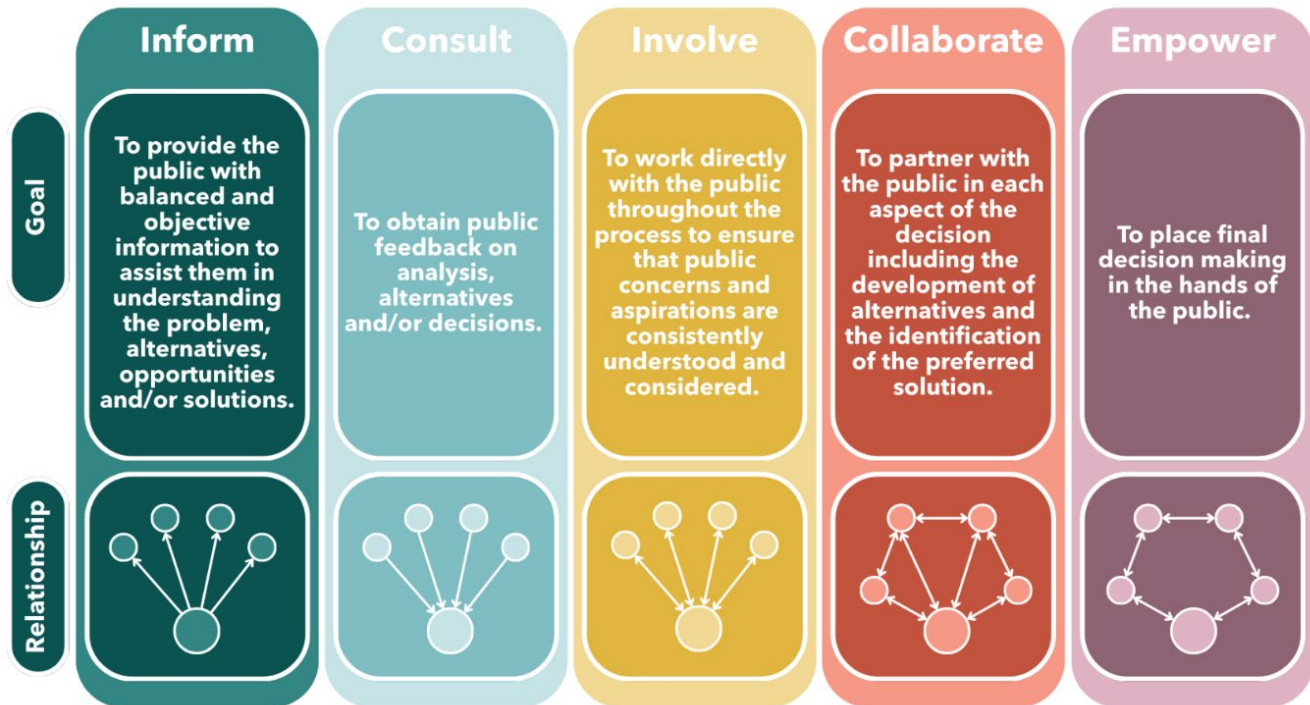 Inform
Consult
Involve
Collaborate
Empower
Goal
To provide the
public with
balanced and
objective
information to
assist them in
understanding
the problem,
alternatives,
opportunities
and/or solutions.
To obtain public
feedback on
analysis,
alternatives
and/or decisions.
To work directly
with the public
throughout the
process to ensure
that public
concerns and
aspirations are
consistently
understood and
considered.
To partner with
the public in each
aspect of the
decision
including the
development of
alternatives and
the identification
of the preferred
solution.
To place final
decision making
in the hands of
the public.
Relationship